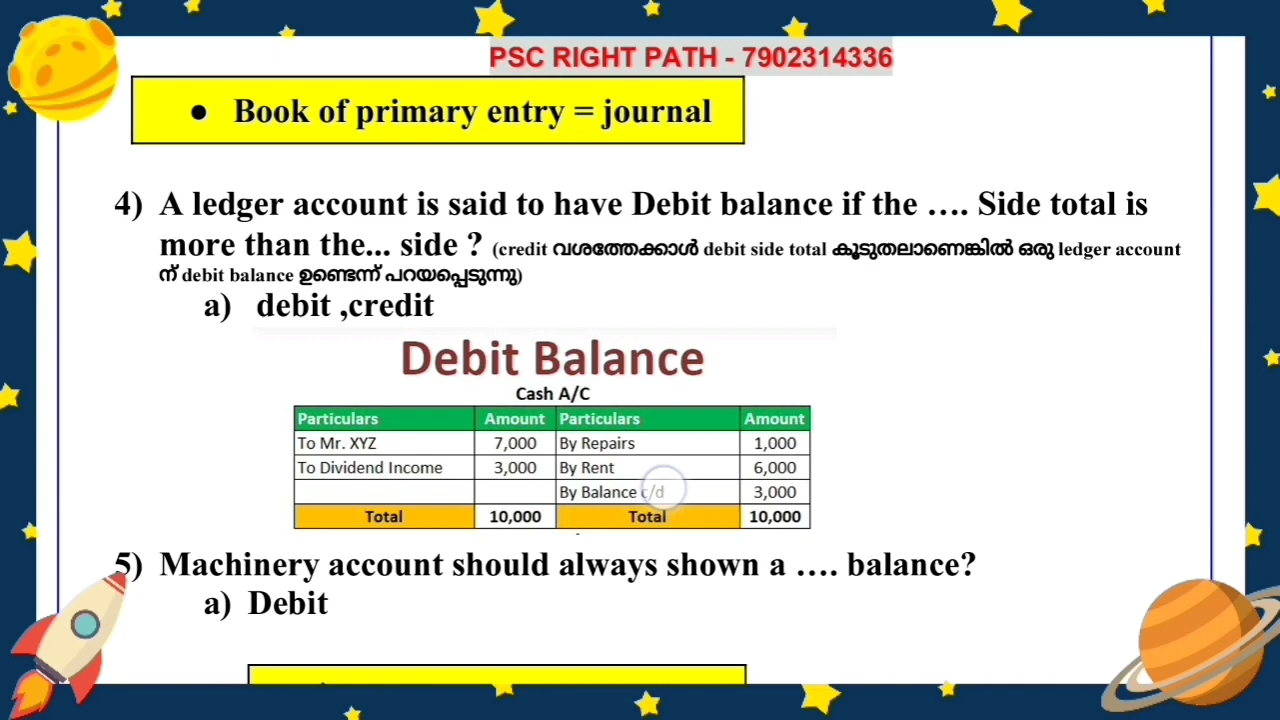 PSC RIGHT PATH - 7902314336
● Book of primary entry = journal
4) A ledger account is said to have Debit balance if the …. Side total is
more than the... side ? (credit വശത്തേക്കാൾ debit side total കൂടുതലാണെങ്കിൽ ഒരു ledger account
ന് debit balance ഉണ്ടെന്ന് പറയപ്പെടുന്നു)
a) debit ,credit
Debit Balance
Cash A/C
Particulars Amount Particulars Amount
To Mr. XYZ 7,000 By Repairs 1,000
To Dividend Income 3,000 By Rent 6,000
By Balance c/d 3,000
Total 10,000 Total 10,000
5) Machinery account should always shown a …. balance?
a) Debit